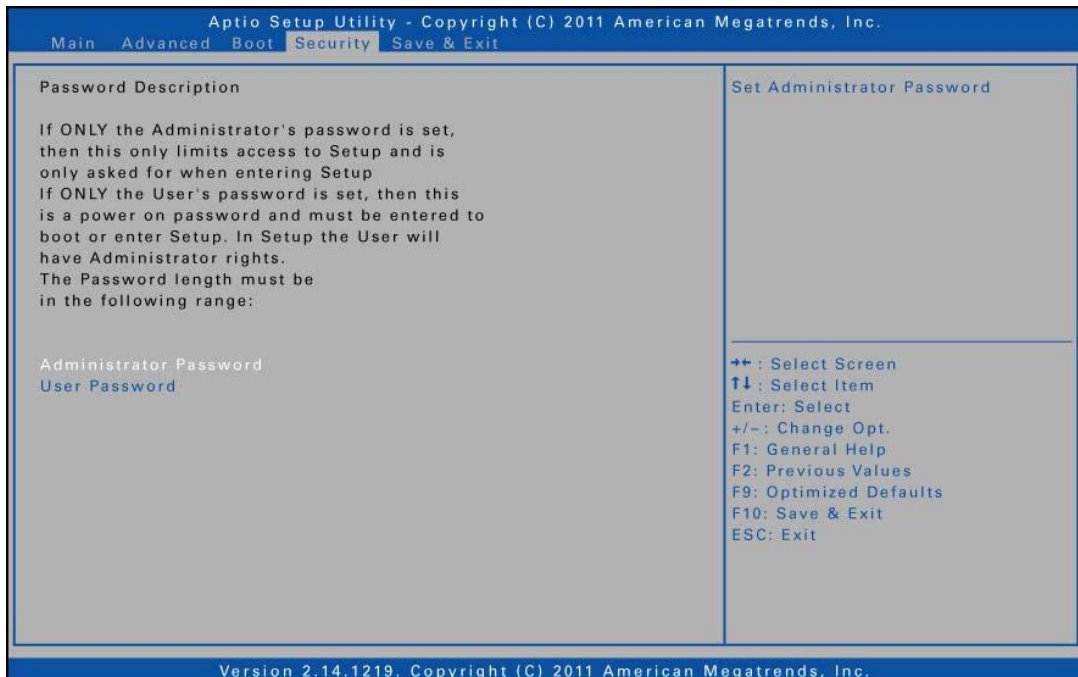 Aptio Setup Utility - Copyright (C) 2011 American Megatrends, Inc.
Main Advanced Boot Security Save & Exit
Password Description
If ONLY the Administrator's password is set,
then this only limits access to Setup and is
only asked for when entering Setup
If ONLY the User's password is set, then this
is a power on password and must be entered to
boot or enter Setup. In Setup the User will
have Administrator rights.
The Password length must be
in the following range:
Administrator Password
User Password
Set Administrator Password
→← : Select Screen
↑↓ : Select Item
Enter: Select
+/–: Change Opt.
F1: General Help
F2: Previous Values
F9: Optimized Defaults
F10: Save & Exit
ESC: Exit
Version 2.14.1219. Copyright (C) 2011 American Megatrends, Inc.